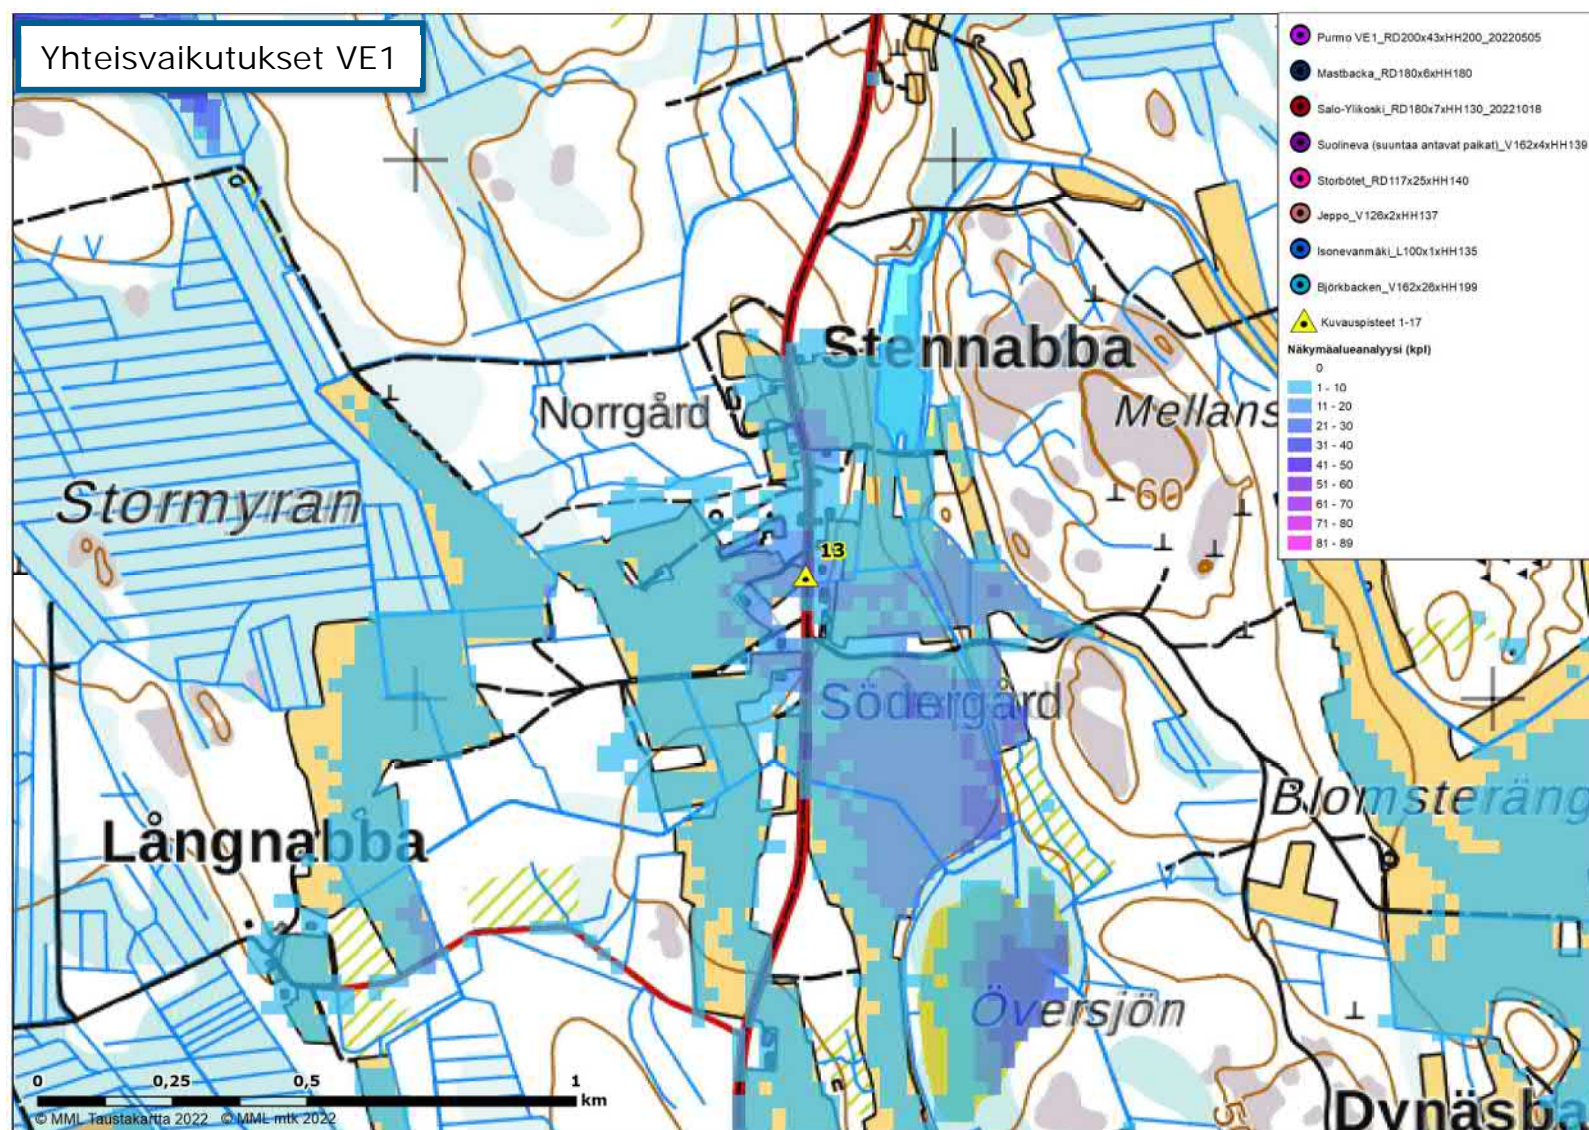 Yhteisvaikutukset VE1
Purmo VE1_RD200x43xHH200_20220505
Mastbacka_RD180x6xHH180
Salo-Ylikoski_RD180x7xHH130_20221018
Suolineva (suuntaa antavat paikat)_V162x4xHH139
Storbötet_RD117x25xHH140
Jeppo_V126x2xHH137
Isonevanmäki_L100x1xHH135
Björkbacken_V162x26xHH199
Kuvauspisteet 1-17
Näkymäalueanalyysi (kpl)
0
1 - 10
11 - 20
21 - 30
31 - 40
41 - 50
51 - 60
61 - 70
71 - 80
81 - 89
Stennabba
Norrgård
Mellans
Stormyran
60
13
Södergård
Blomsteräng
Långnabba
Översjön
0 0,25 0,5 1
km
© MML Taustakartta 2022 © MML mtk 2022
Dynäsba